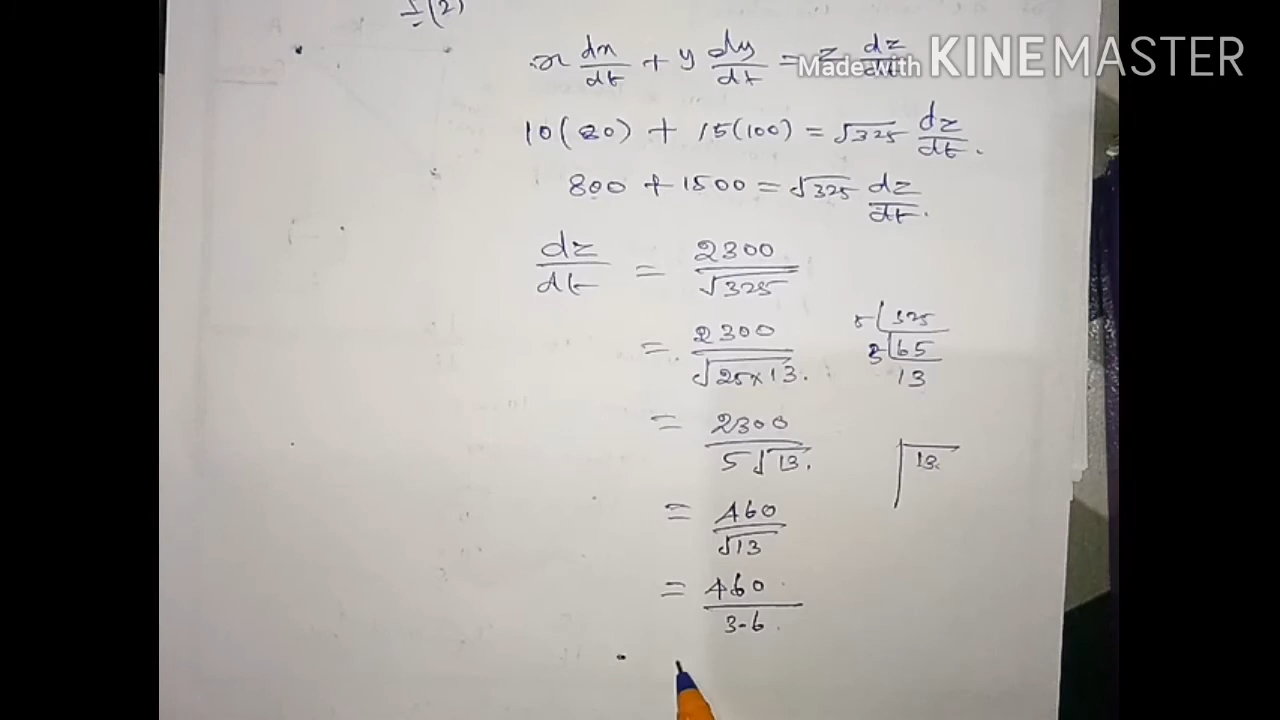 (2)
x dx/dt + y dy/dt = z dz/dt
Made with KINEMASTER
10(80) + 15(100) = √325 dz/dt.
800 + 1500 = √325 dz/dt.
dz/dt = 2300/√325
= 2300/√25×13.
5 325
5 65
13
= 2300/5√13.
13.
= 460/√13
= 460/3.6